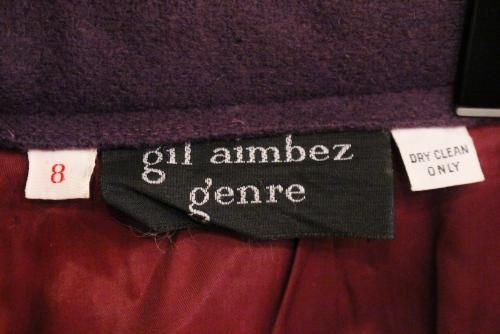 8
gil aimbez
genre
DRY CLEAN
ONLY